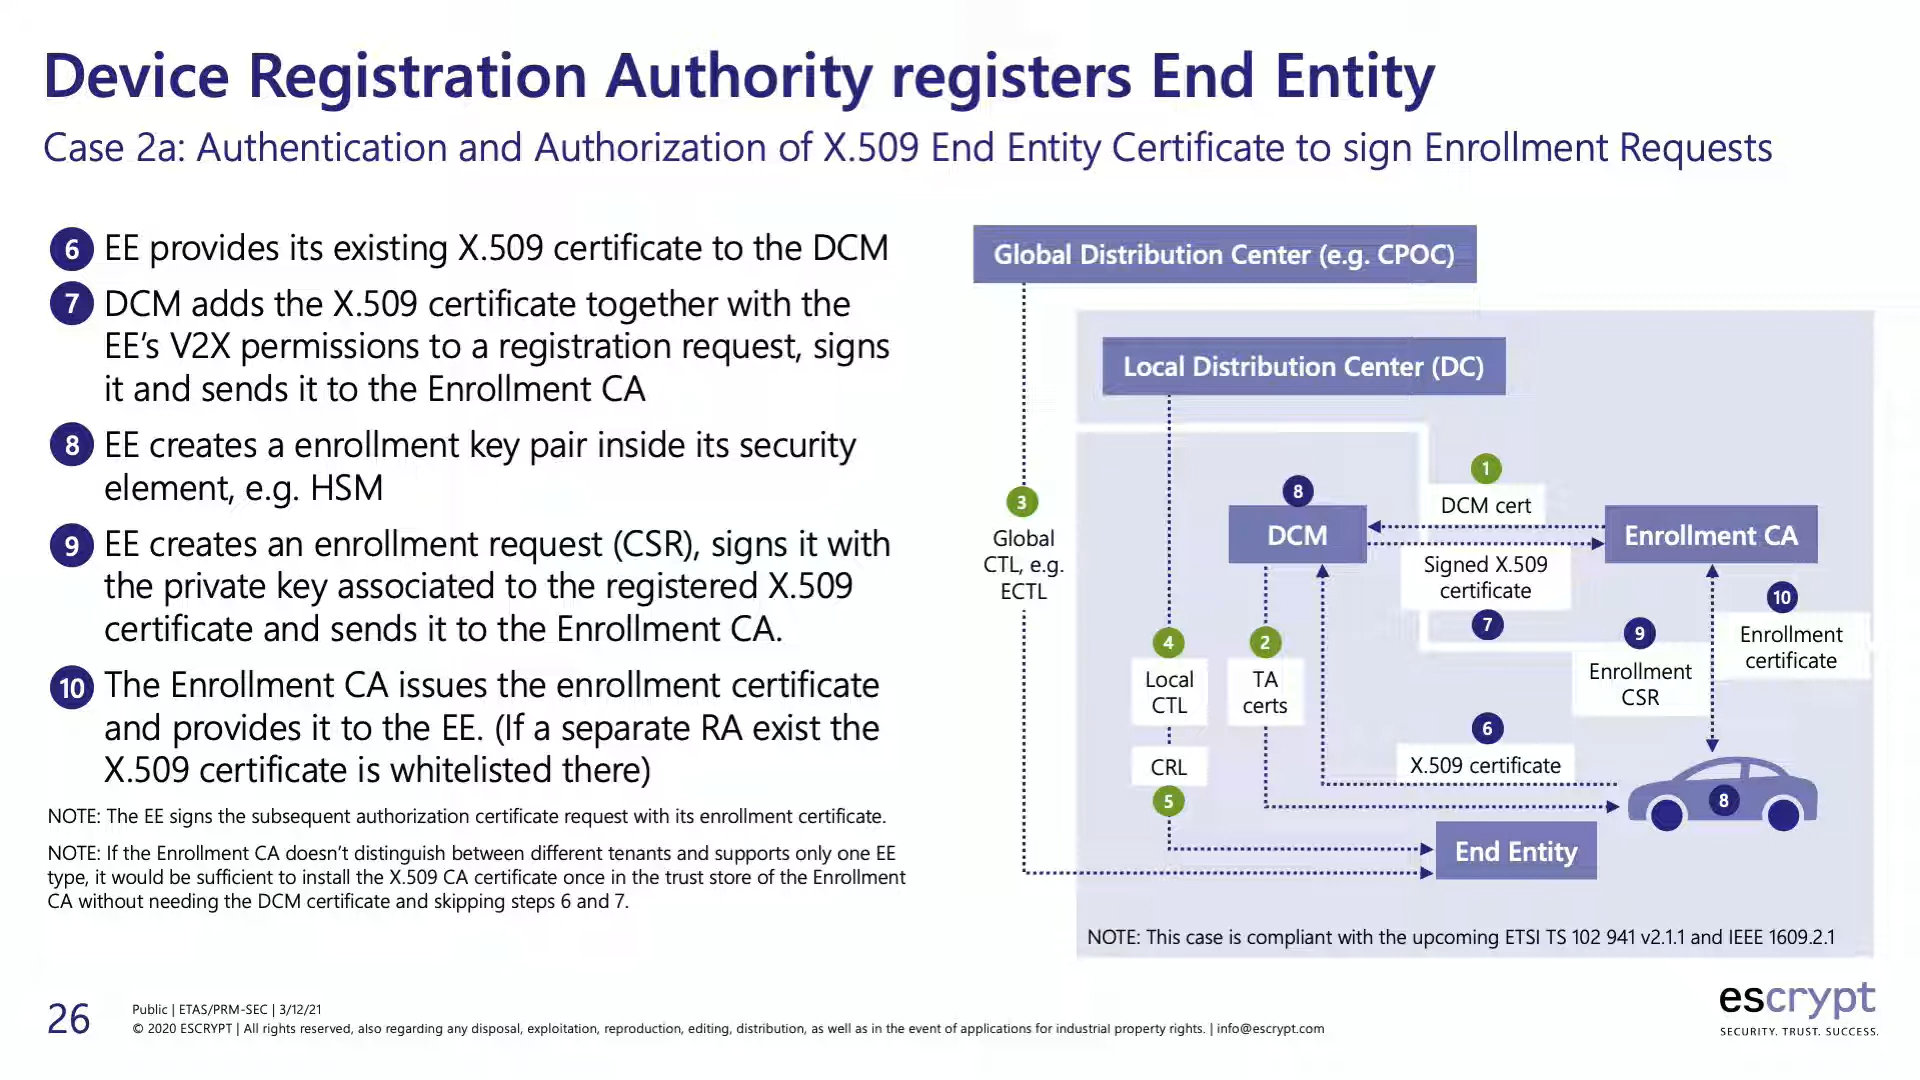 Device Registration Authority registers End Entity
Case 2a: Authentication and Authorization of X.509 End Entity Certificate to sign Enrollment Requests
6 EE provides its existing X.509 certificate to the DCM
7 DCM adds the X.509 certificate together with the
EE’s V2X permissions to a registration request, signs
it and sends it to the Enrollment CA
8 EE creates a enrollment key pair inside its security
element, e.g. HSM
9 EE creates an enrollment request (CSR), signs it with
the private key associated to the registered X.509
certificate and sends it to the Enrollment CA.
10 The Enrollment CA issues the enrollment certificate
and provides it to the EE. (If a separate RA exist the
X.509 certificate is whitelisted there)
NOTE: The EE signs the subsequent authorization certificate request with its enrollment certificate.
NOTE: If the Enrollment CA doesn’t distinguish between different tenants and supports only one EE
type, it would be sufficient to install the X.509 CA certificate once in the trust store of the Enrollment
CA without needing the DCM certificate and skipping steps 6 and 7.
Global Distribution Center (e.g. CPOC)
Local Distribution Center (DC)
1
DCM cert
8
DCM
Enrollment CA
3
Global
CTL, e.g.
ECTL
Signed X.509
certificate
7
10
Enrollment
certificate
9
Enrollment
CSR
4
Local
CTL
2
TA
certs
6
X.509 certificate
CRL
5
8
End Entity
NOTE: This case is compliant with the upcoming ETSI TS 102 941 v2.1.1 and IEEE 1609.2.1
26
Public | ETAS/PRM-SEC | 3/12/21
© 2020 ESCRYPT | All rights reserved, also regarding any disposal, exploitation, reproduction, editing, distribution, as well as in the event of applications for industrial property rights. | info@escrypt.com
escrypt
SECURITY. TRUST. SUCCESS.